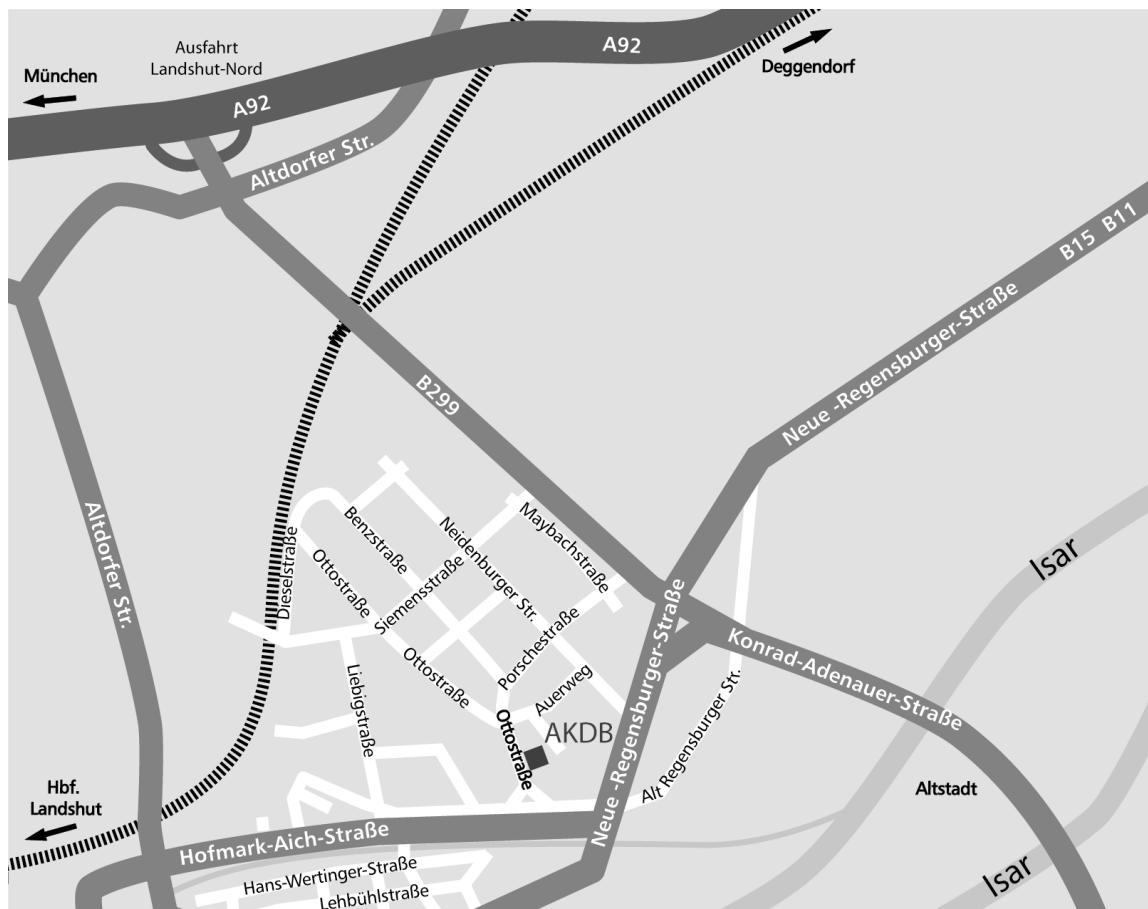 A92
Ausfahrt
Landshut-Nord
München
Deggendorf
A92
Altdorfer Str.
B15 B11
Neue -Regensburger-Straße
B299
Altdorfer Str.
Benzstraße
Neidenburger Str.
Maybachstraße
Dieselstraße
Ottostraße
Siemensstraße
Isar
Porschestraße
Neue -Regensburger-Straße
Konrad-Adenauer-Straße
Ottostraße
Liebigstraße
Auerweg
Ottostraße
AKDB
Alt Regensburger Str.
Hbf.
Landshut
Altstadt
Hofmark-Aich-Straße
Hans-Wertinger-Straße
Lehbühlstraße
Isar